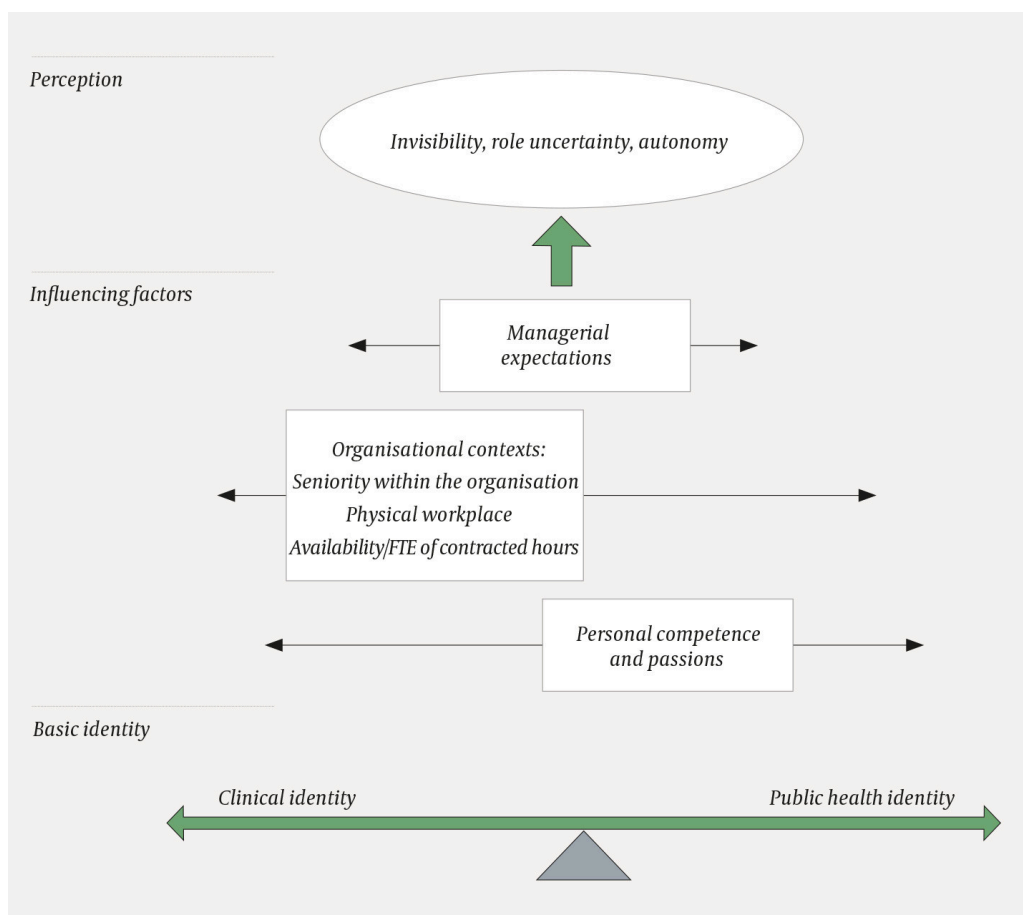 Perception
Invisibility, role uncertainty, autonomy
Influencing factors
Managerial
expectations
Organisational contexts:
Seniority within the organisation
Physical workplace
Availability/FTE of contracted hours
Personal competence
and passions
Basic identity
Clinical identity
Public health identity